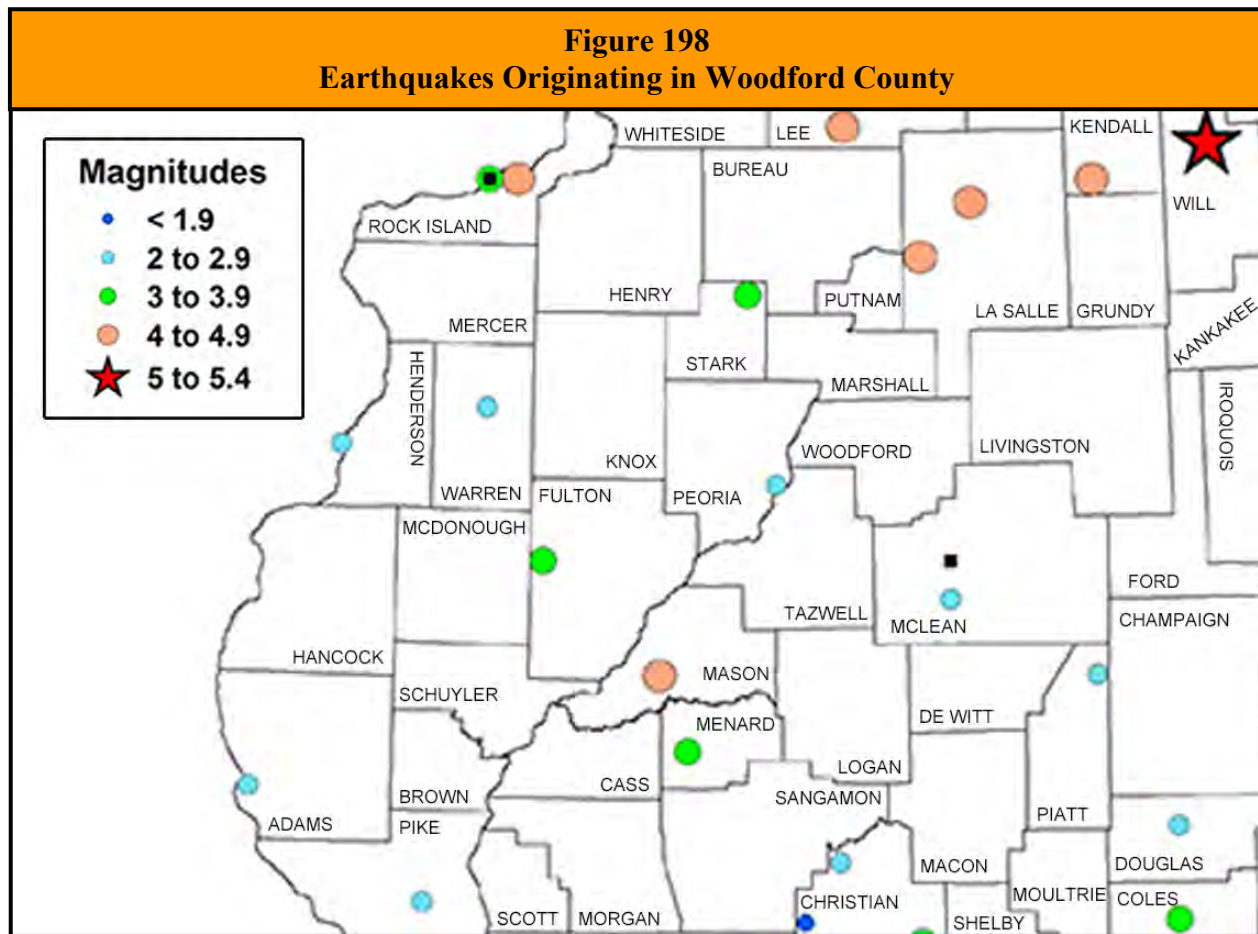 Figure 198
Earthquakes Originating in Woodford County
Magnitudes
< 1.9
2 to 2.9
3 to 3.9
4 to 4.9
5 to 5.4
WHITESIDE
LEE
KENDALL
BUREAU
ROCK ISLAND
WILL
HENRY
PUTNAM
LA SALLE
GRUNDY
MERCER
KANKAKEE
STARK
MARSHALL
HENDERSON
IROQUOIS
KNOX
WOODFORD
LIVINGSTON
WARREN
FULTON
PEORIA
MCDONOUGH
FORD
TAZWELL
MCLEAN
CHAMPAIGN
HANCOCK
SCHUYLER
MASON
MENARD
DE WITT
CASS
LOGAN
BROWN
SANGAMON
ADAMS
PIKE
PIATT
MACON
DOUGLAS
SCOTT
MORGAN
CHRISTIAN
SHELBY
MOULTRIE
COLES